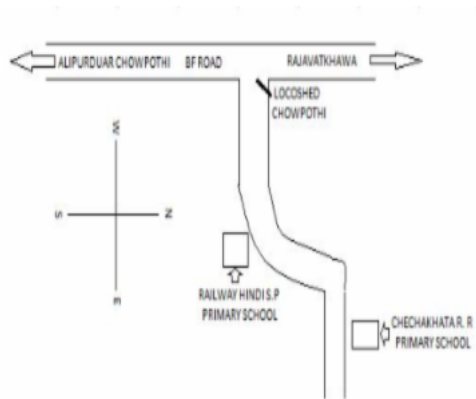 ALIPURDUAR CHOWPOTHI BF ROAD RAJAVATKHAWA
LOCOSHED
CHOWPOTHI
W
S N
E
RAILWAY HINDI S.P
PRIMARY SCHOOL
CHECHAKHATA R. R
PRIMARY SCHOOL